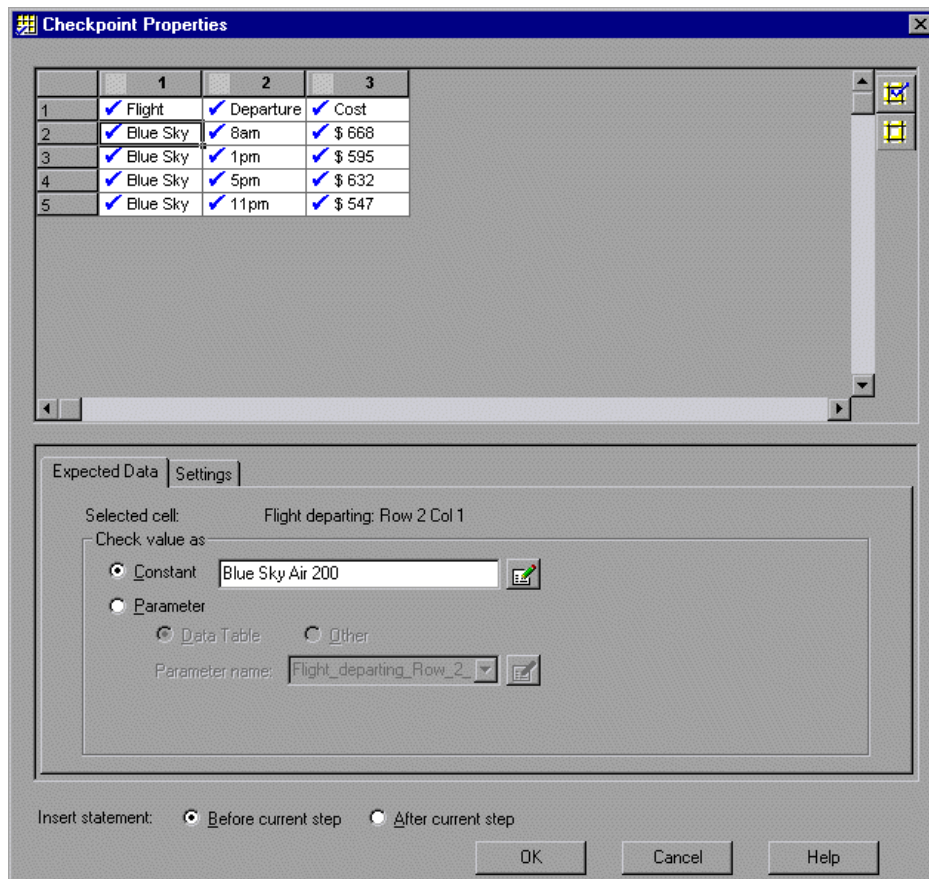 Checkpoint Properties
1 2 3
1 Flight Departure Cost
2 Blue Sky 8am $ 668
3 Blue Sky 1pm $ 595
4 Blue Sky 5pm $ 632
5 Blue Sky 11pm $ 547
Expected Data Settings
Selected cell: Flight departing: Row 2 Col 1
Check value as
Constant Blue Sky Air 200
Parameter
Data Table Other
Parameter name: Flight_departing_Row_2_
Insert statement: Before current step After current step
OK Cancel Help